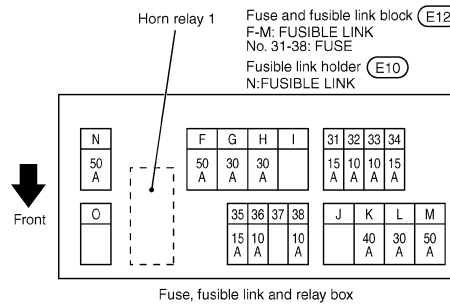 Horn relay 1
Fuse and fusible link block E12
F-M: FUSIBLE LINK
No. 31-38: FUSE
Fusible link holder E10
N:FUSIBLE LINK
N F G H I 31 32 33 34
50 A 50 A 30 A 30 A 15 A 10 A 10 A 15 A
Front
O 35 36 37 38 J K L M
15 A 10 A 10 A 40 A 30 A 50 A
Fuse, fusible link and relay box